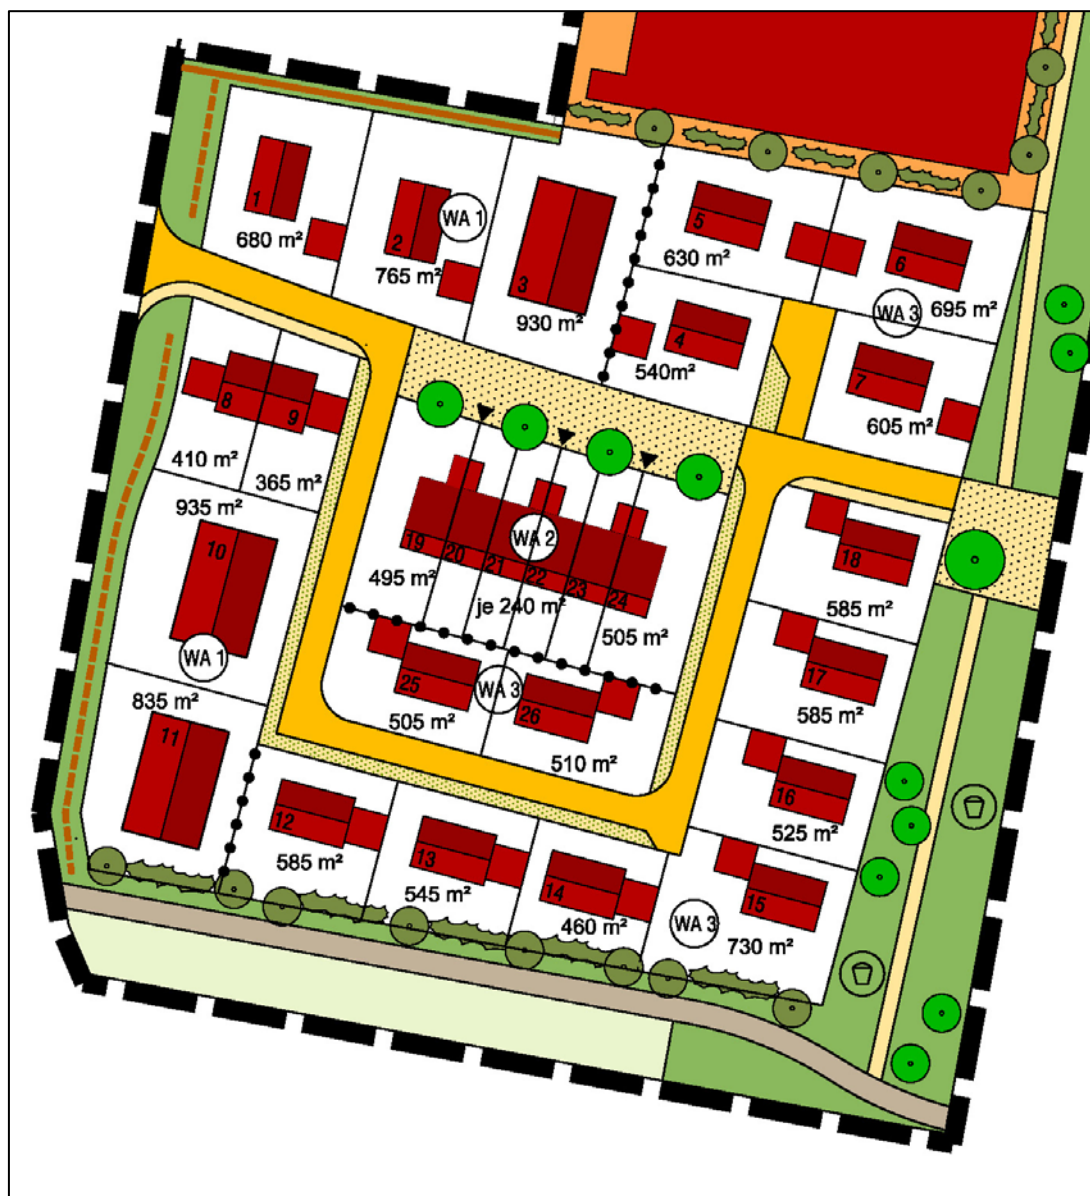 1
680 m²
2
WA 1
765 m²
3
930 m²
5
630 m²
6
695 m²
WA 3
4
540m²
7
605 m²
8
9
410 m²
365 m²
935 m²
10
WA 1
835 m²
11
19
20
21
22
23
24
WA 2
495 m²
je 240 m²
505 m²
25
WA 3
26
505 m²
510 m²
18
585 m²
17
585 m²
16
525 m²
15
730 m²
WA 3
12
585 m²
13
545 m²
14
460 m²